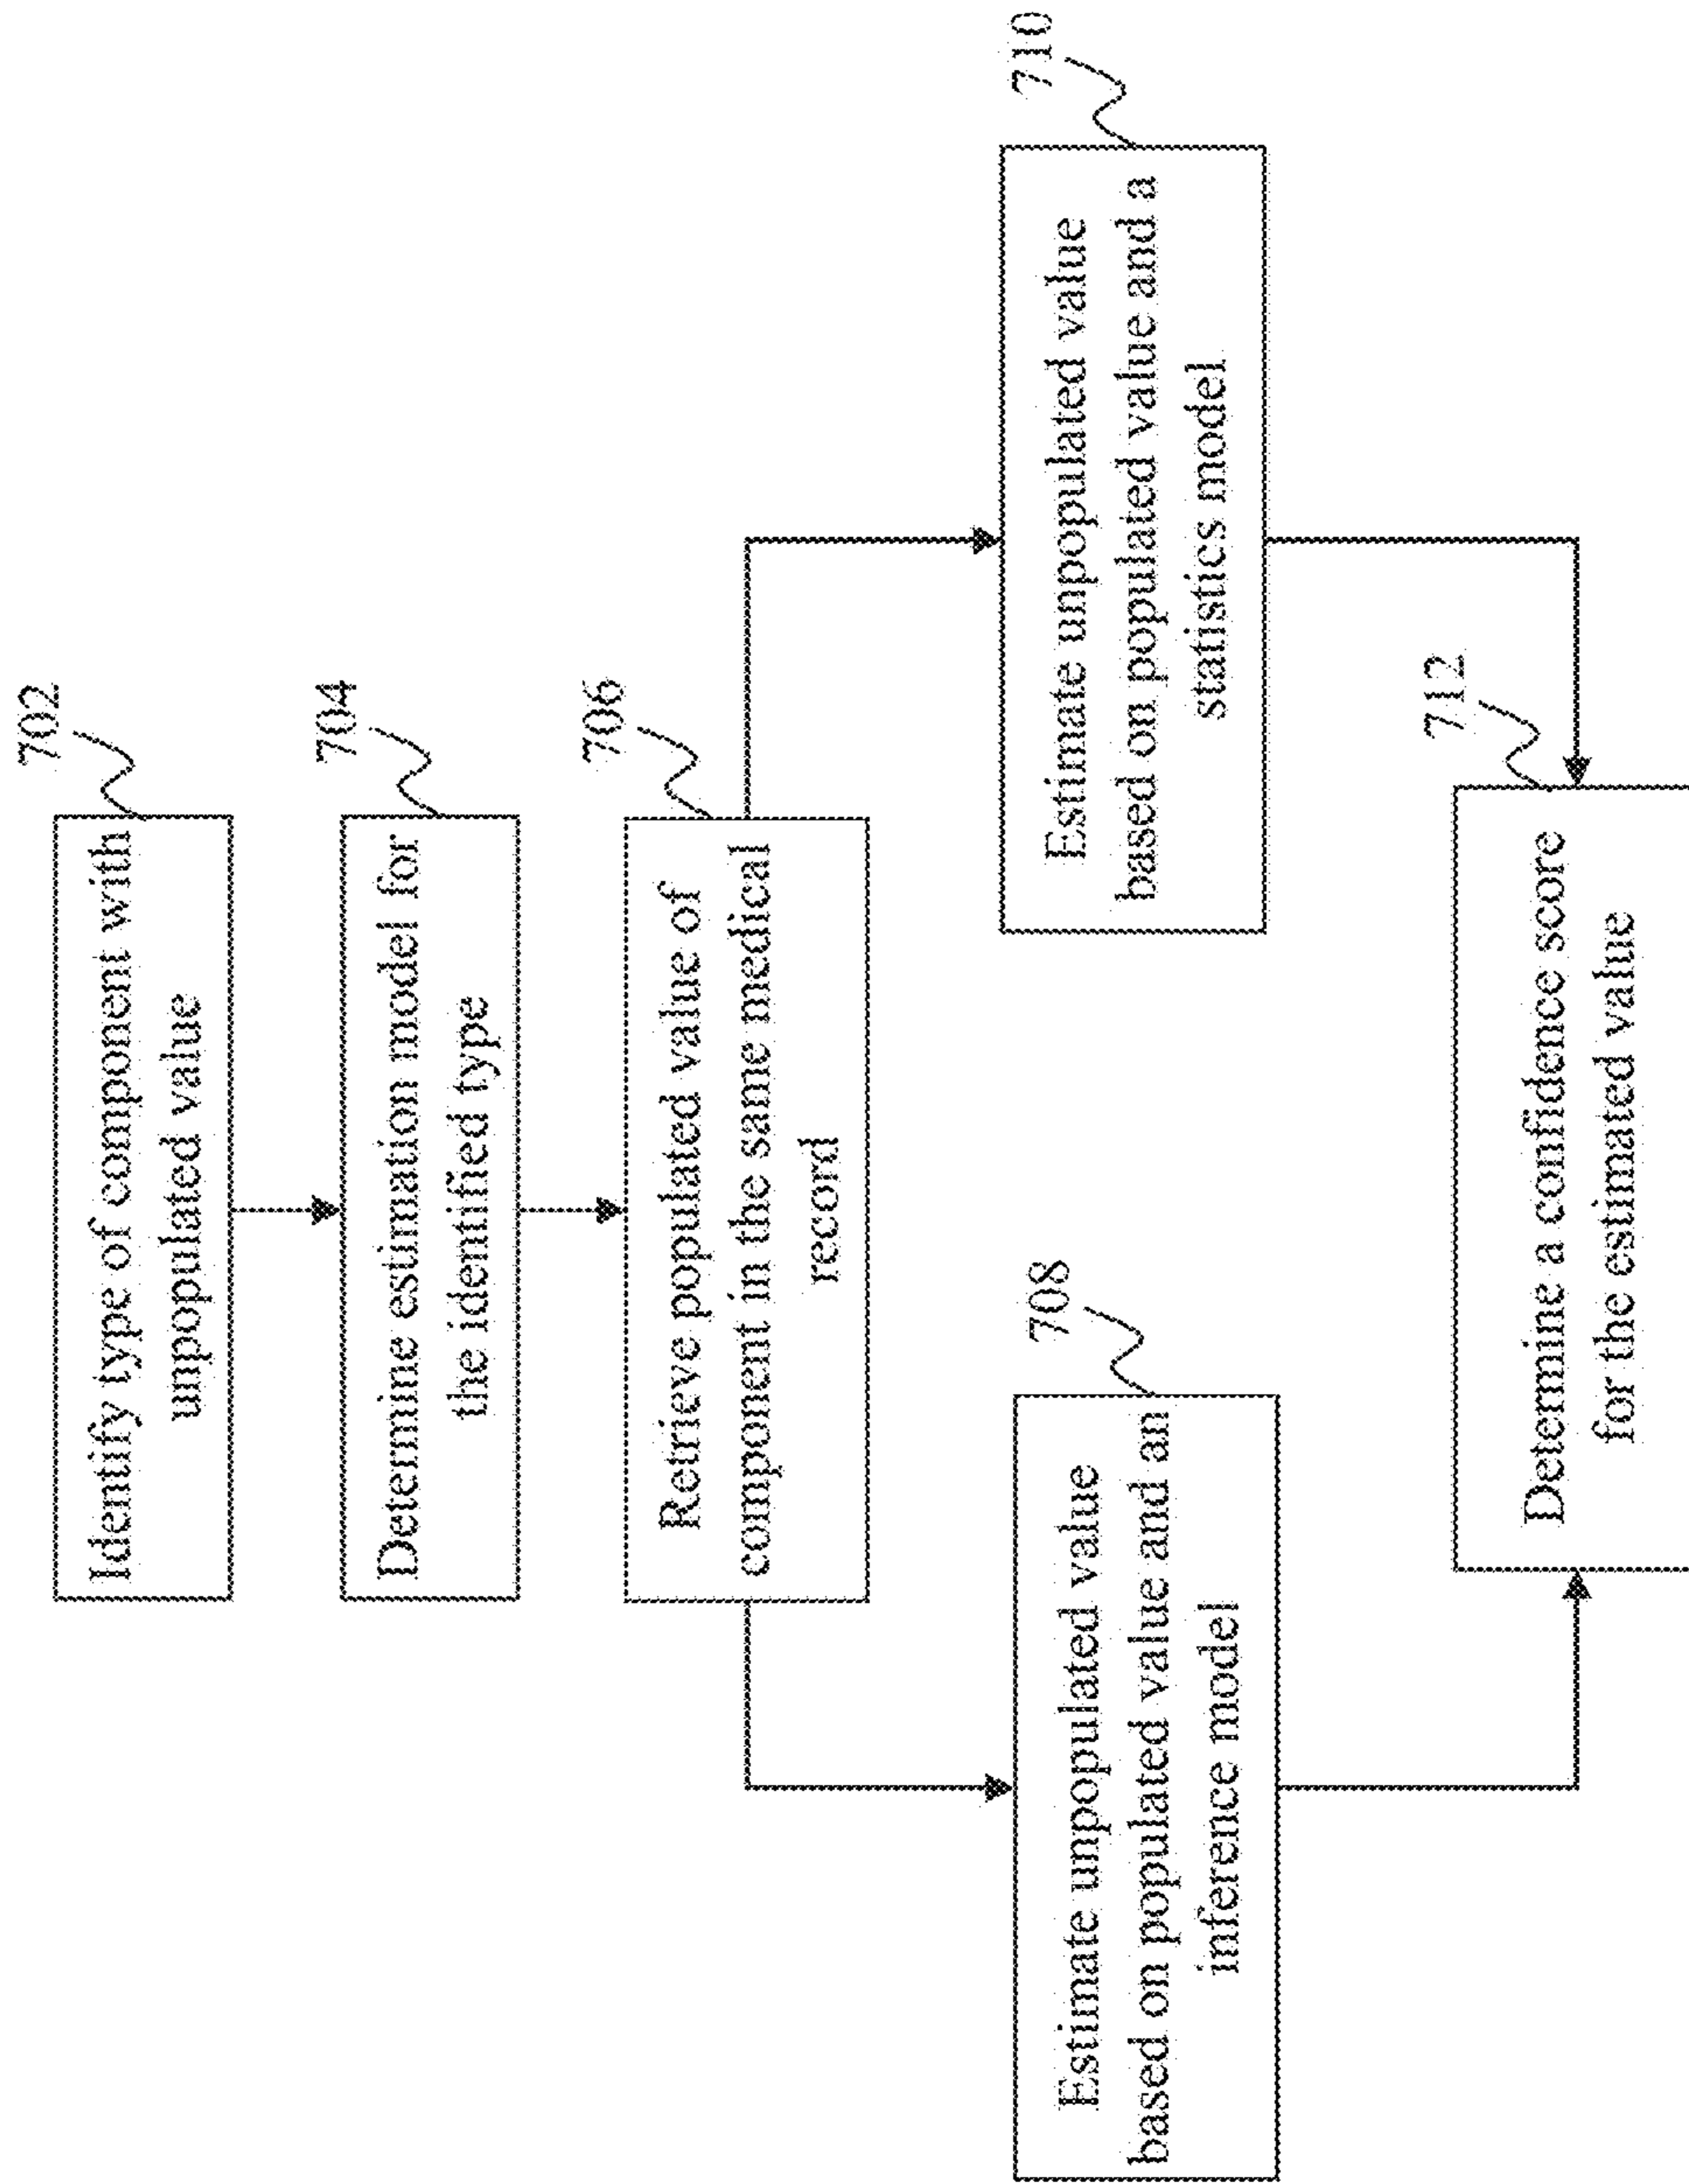 702
Identify type of component with
unpopulated value
704
Determine estimation model for
the identified type
706
Retrieve populated value of
component in the same medical
record
708
Estimate unpopulated value
based on populated value and an
inference model
710
Estimate unpopulated value
based on populated value and a
statistics model
712
Determine a confidence score
for the estimated value